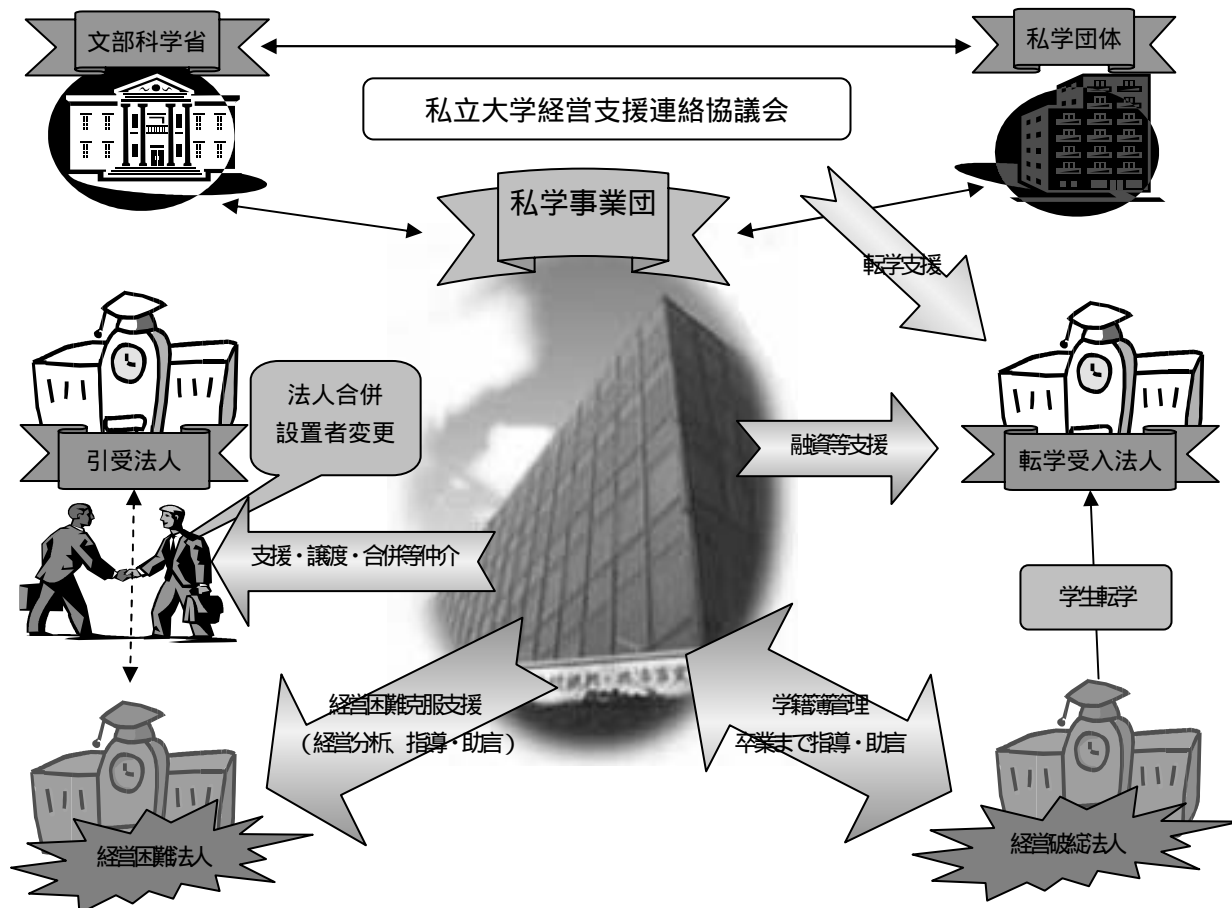 文部科学省
私学団体
私立大学経営支援連絡協議会
私学事業団
転学支援
法人合併
設置者変更
引受法人
融資等支援
転学受入法人
支援・譲渡・合併等仲介
学生転学
経営困難克服支援
(経営分析、指導・助言)
学籍簿管理
卒業まで指導・助言
経営困難法人
経営破綻法人